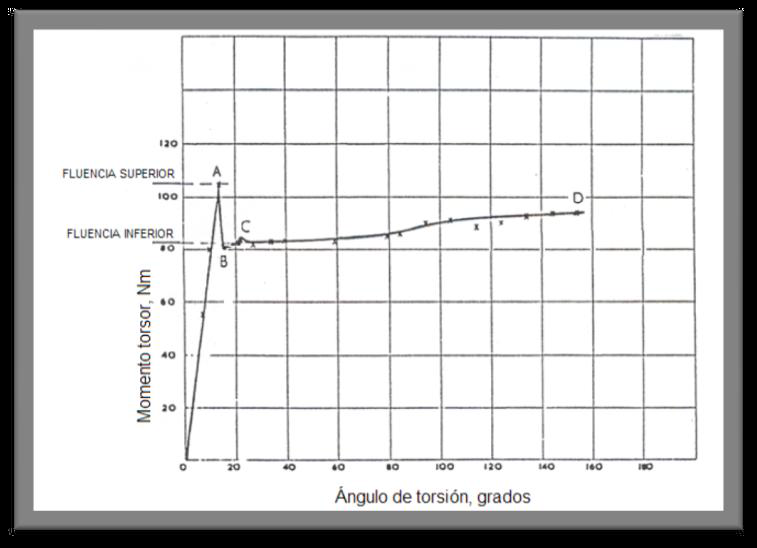 120
FLUENCIA SUPERIOR
A
100
D
C
FLUENCIA INFERIOR
80
B
60
40
20
Momento torsor, Nm
0 20 40 60 80 100 120 140 160 180
Ángulo de torsión, grados